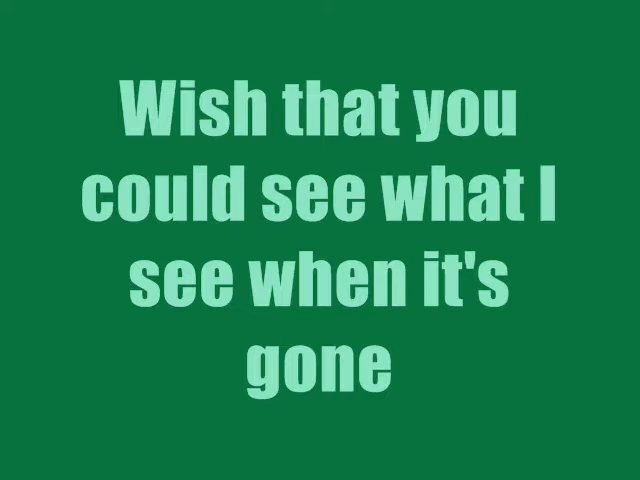 Wish that you
could see what I
see when it's
gone